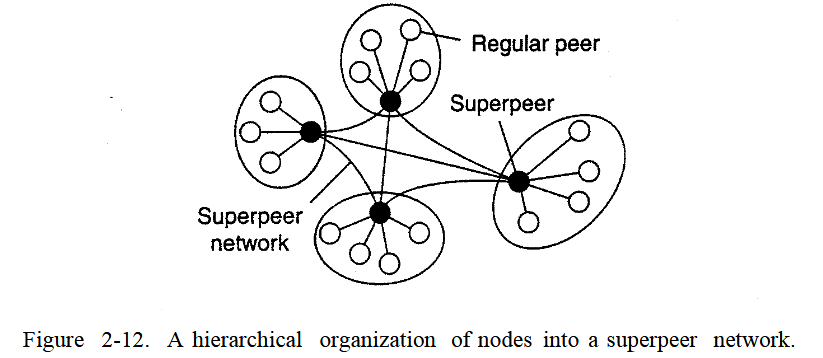 Regular peer
Superpeer
Superpeer
network
Figure 2-12. A hierarchical organization of nodes into a superpeer network.